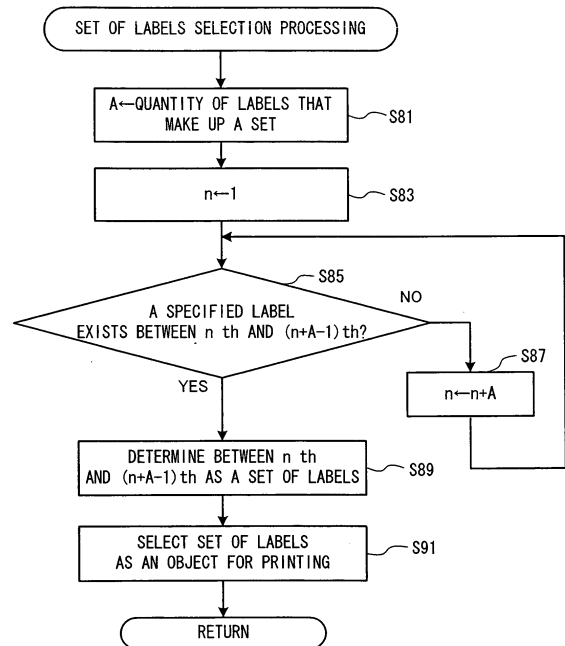 SET OF LABELS SELECTION PROCESSING
A←QUANTITY OF LABELS THAT
MAKE UP A SET
S81
n←1
S83
S85
A SPECIFIED LABEL
EXISTS BETWEEN n th AND (n+A-1)th?
NO
YES
S87
n←n+A
DETERMINE BETWEEN n th
AND (n+A-1)th AS A SET OF LABELS
S89
SELECT SET OF LABELS
AS AN OBJECT FOR PRINTING
S91
RETURN